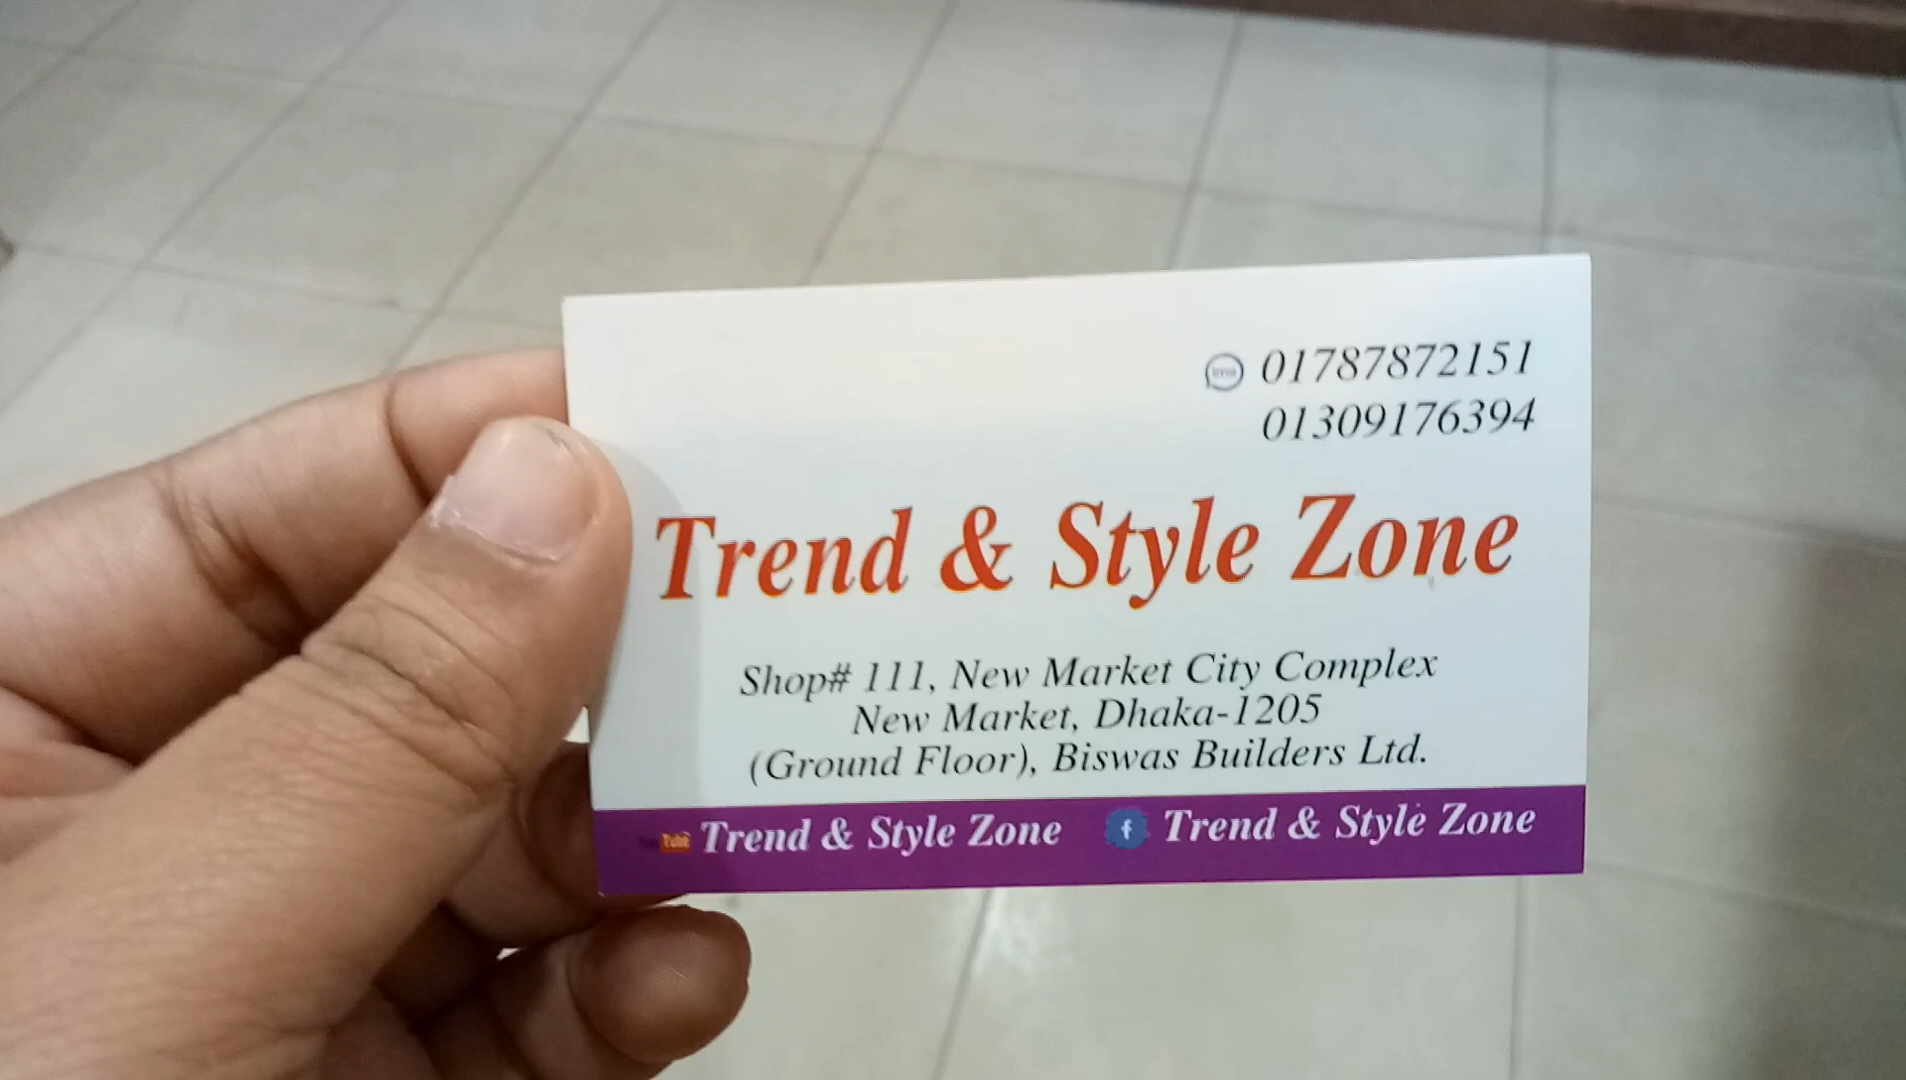 01787872151
01309176394
Trend & Style Zone
Shop# 111, New Market City Complex
New Market, Dhaka-1205
(Ground Floor), Biswas Builders Ltd.
Tube Trend & Style Zone f Trend & Style Zone